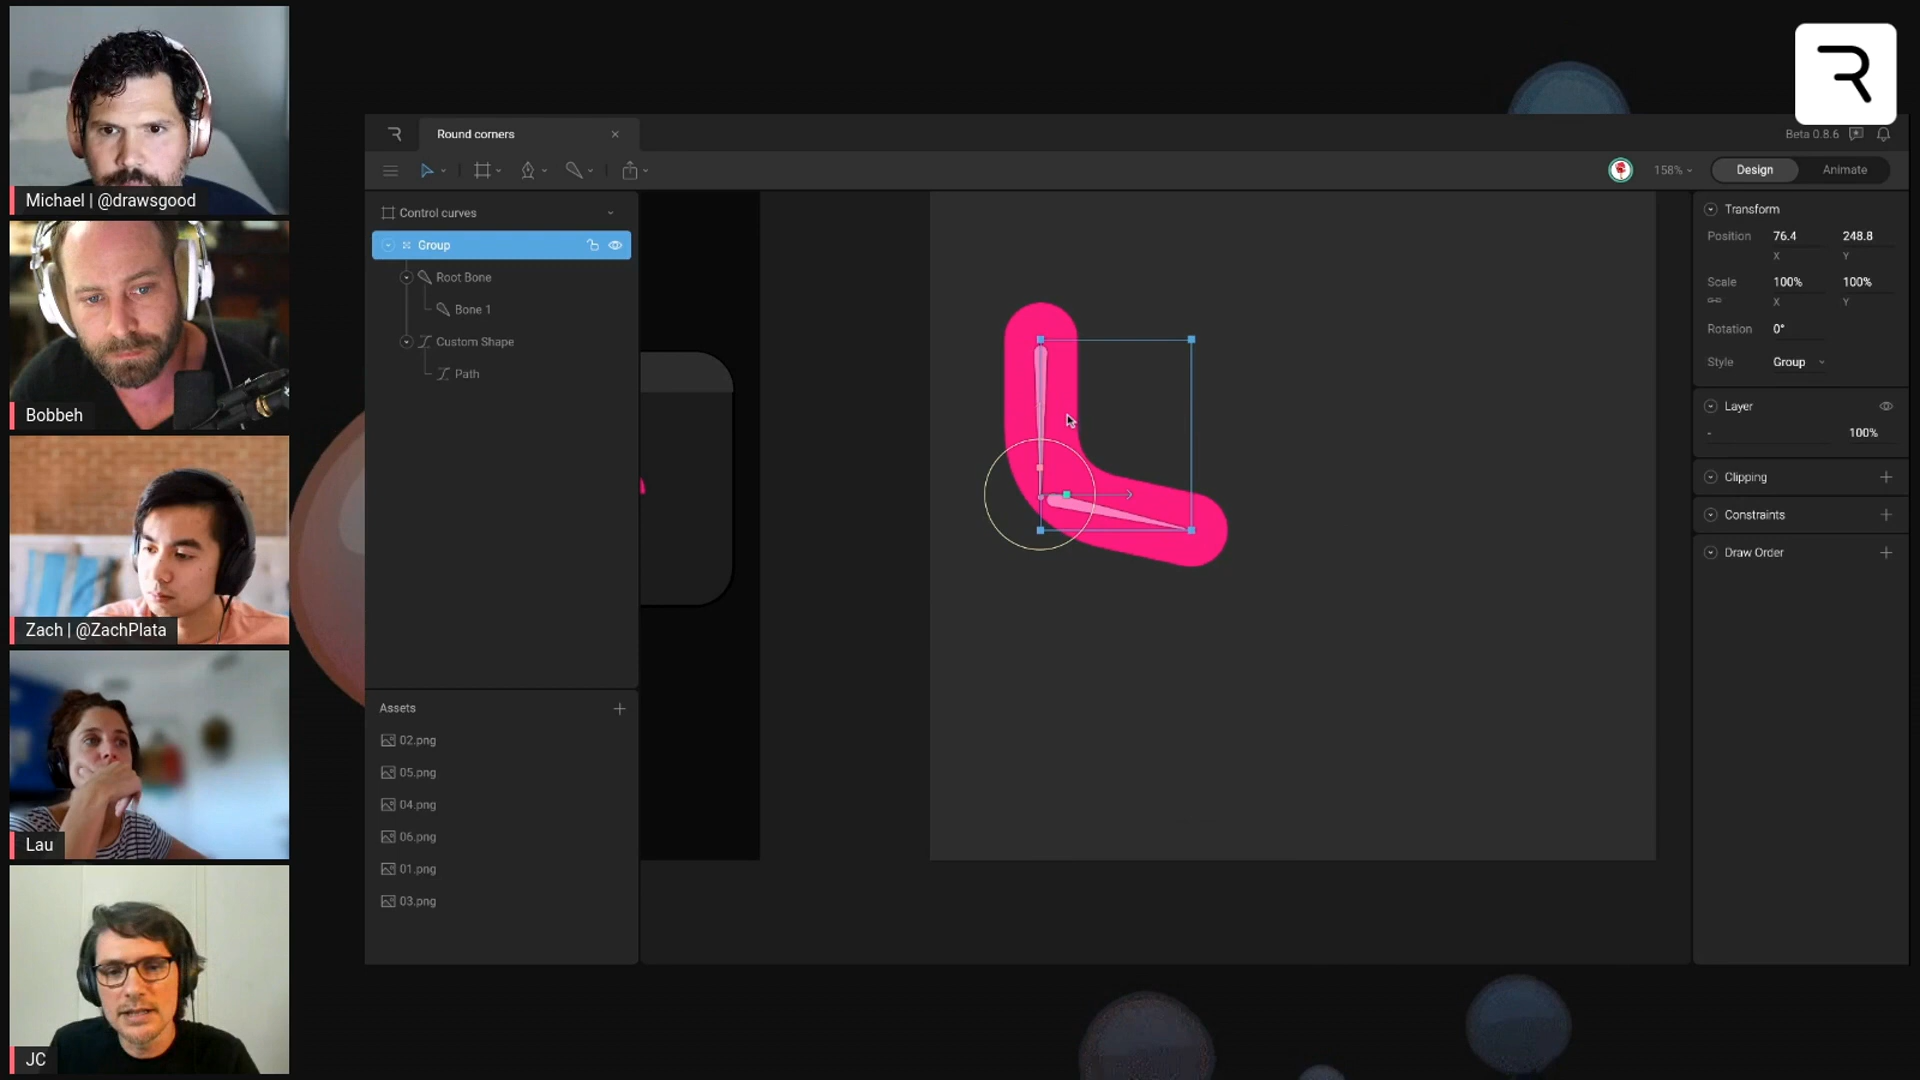 Michael | @drawsgood
Bobbeh
Zach | @ZachPlata
Lau
JC
Round corners
Beta 0.8.6
158%
Design
Animate
Control curves
Group
Root Bone
Bone 1
Custom Shape
Path
Assets
02.png
05.png
04.png
06.png
01.png
03.png
Transform
Position 76.4 248.8
X Y
Scale 100% 100%
X Y
Rotation 0°
Style Group
Layer
- 100%
Clipping
Constraints
Draw Order